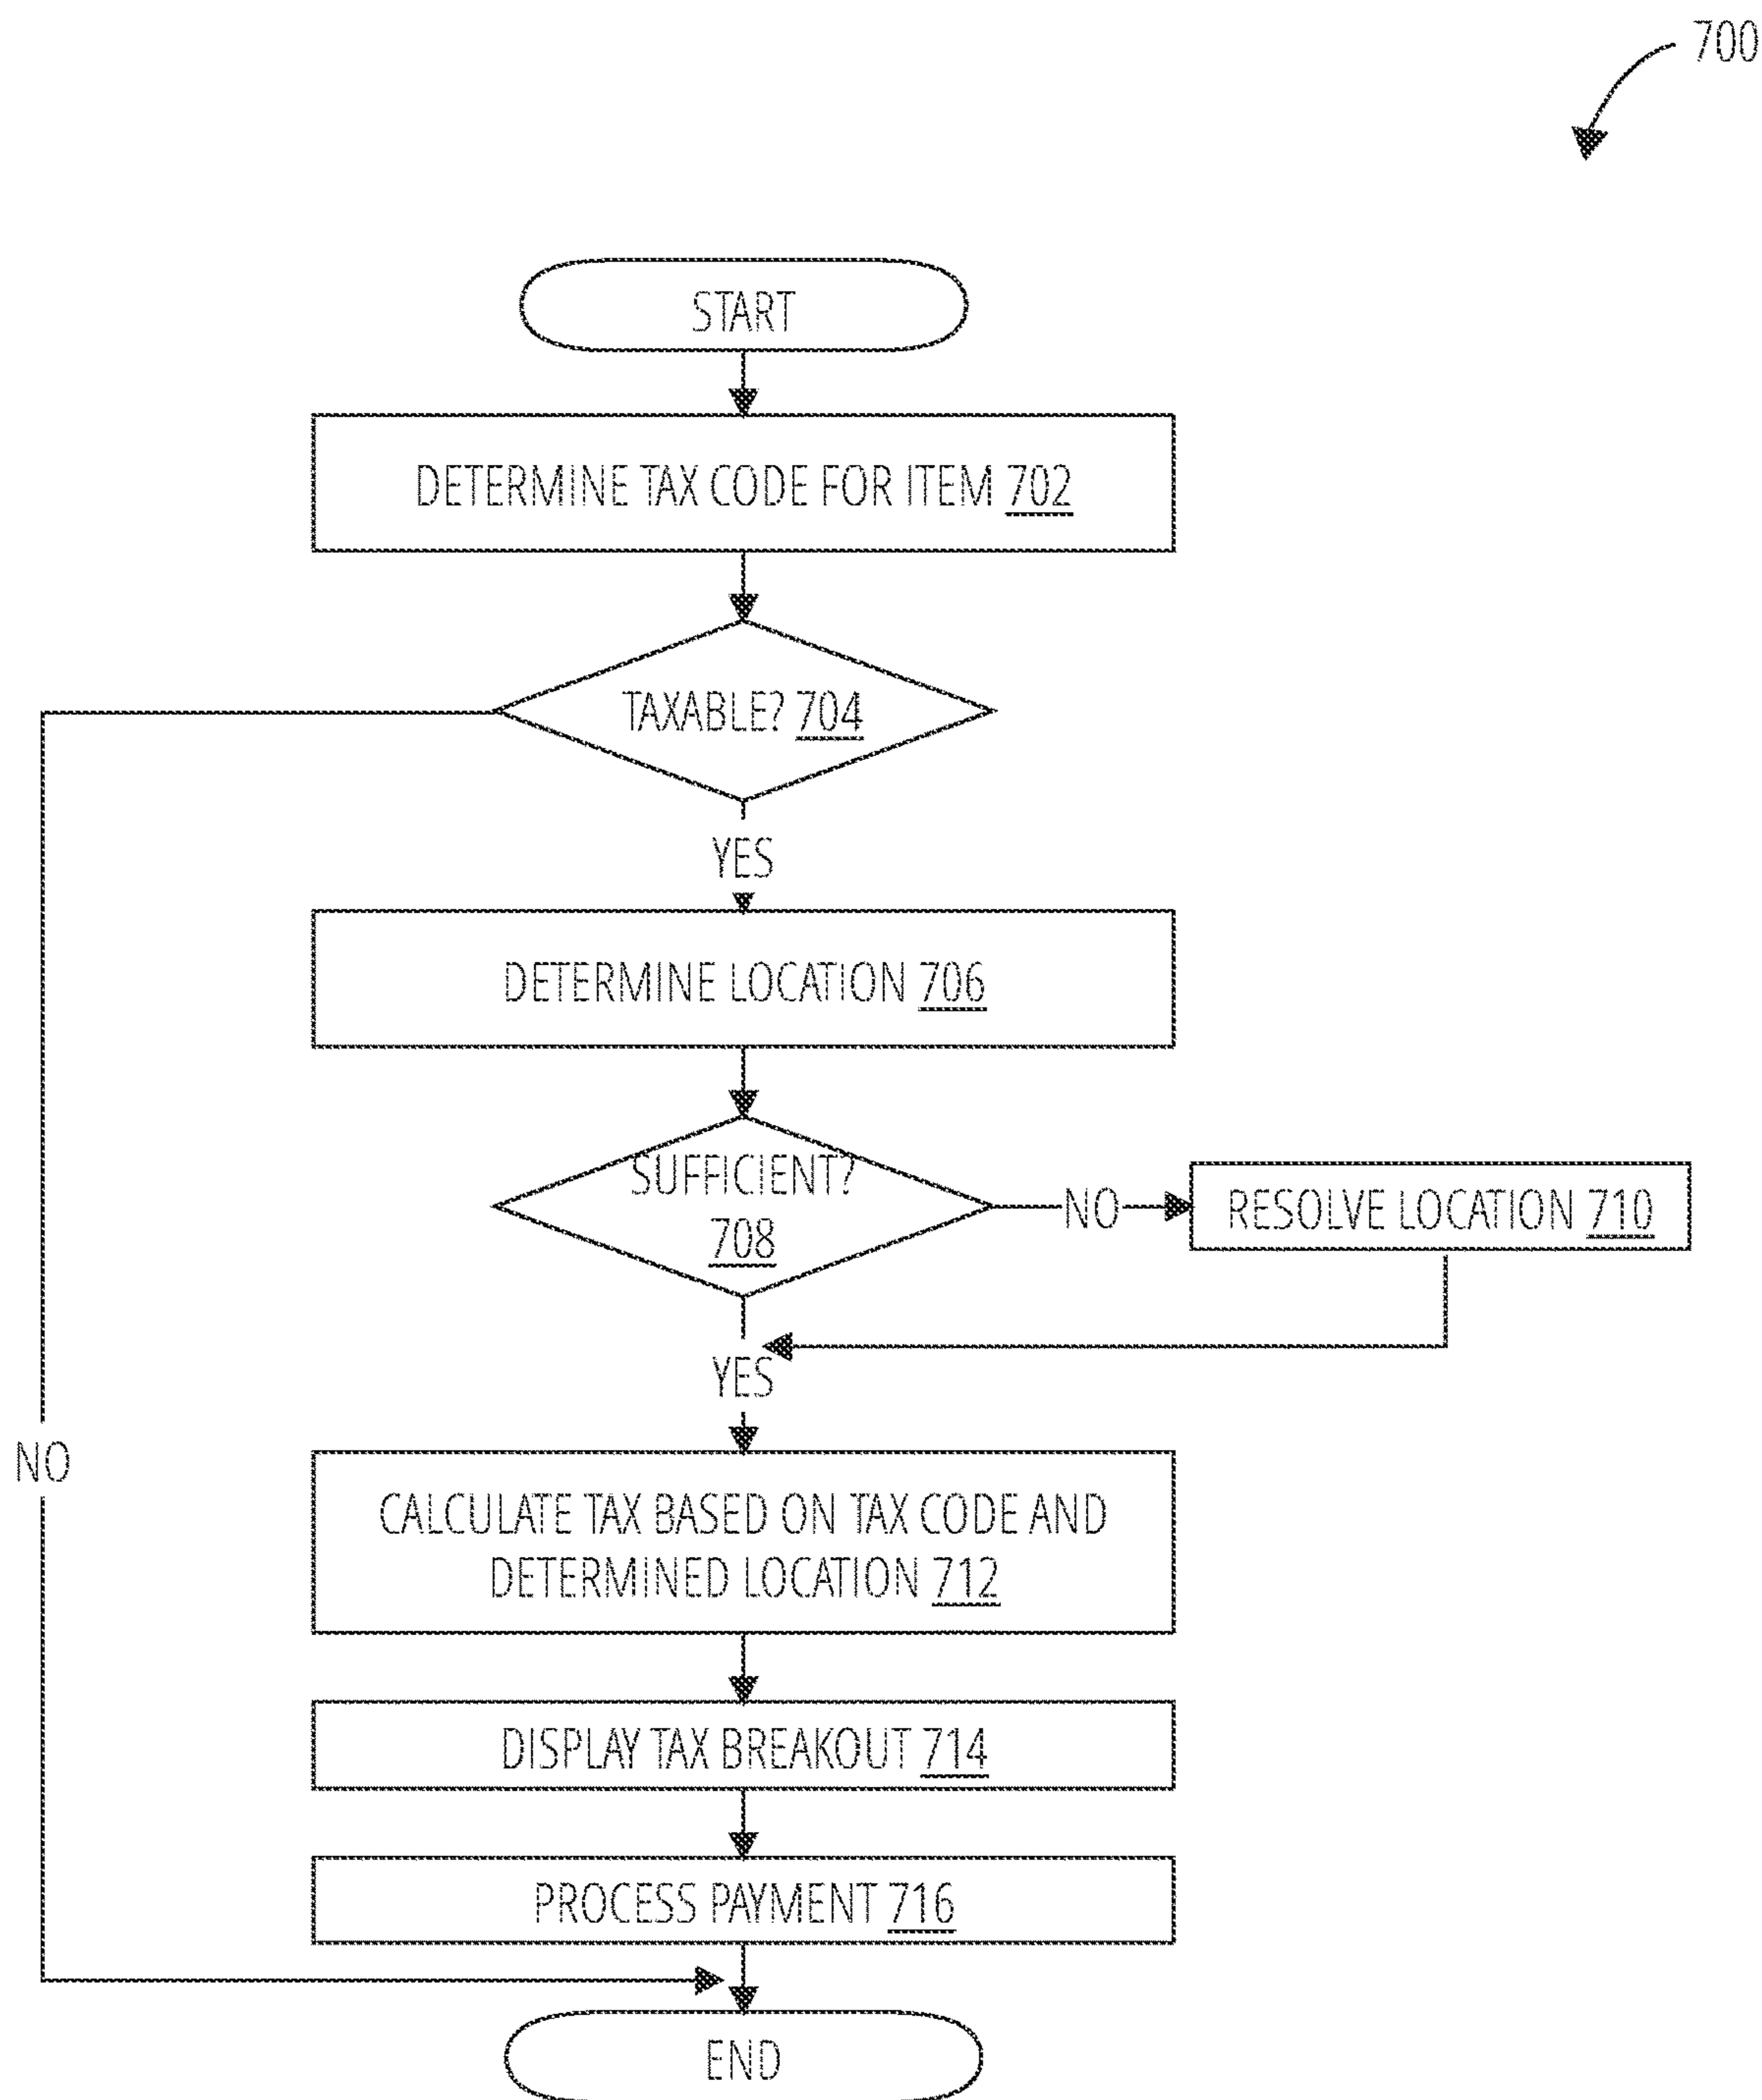 700
START
DETERMINE TAX CODE FOR ITEM 702
TAXABLE? 704
YES
DETERMINE LOCATION 706
SUFFICIENT?
708
NO
RESOLVE LOCATION 710
YES
NO
CALCULATE TAX BASED ON TAX CODE AND
DETERMINED LOCATION 712
DISPLAY TAX BREAKOUT 714
PROCESS PAYMENT 716
END